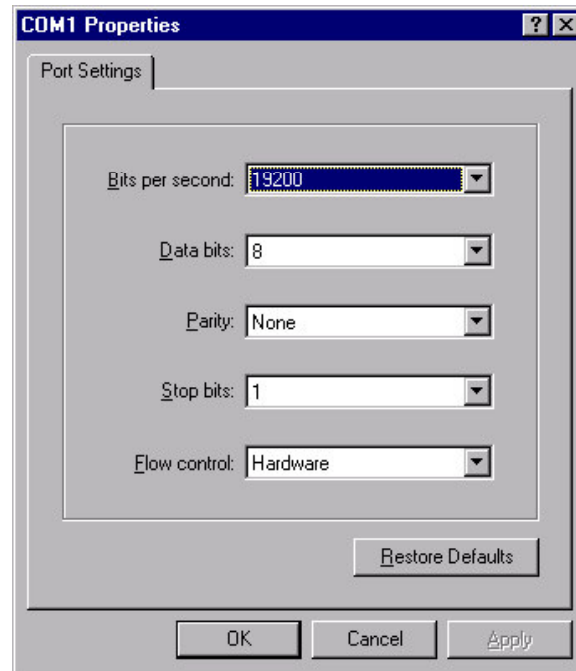 COM1 Properties
Port Settings
Bits per second: 19200
Data bits: 8
Parity: None
Stop bits: 1
Flow control: Hardware
Restore Defaults
OK Cancel Apply